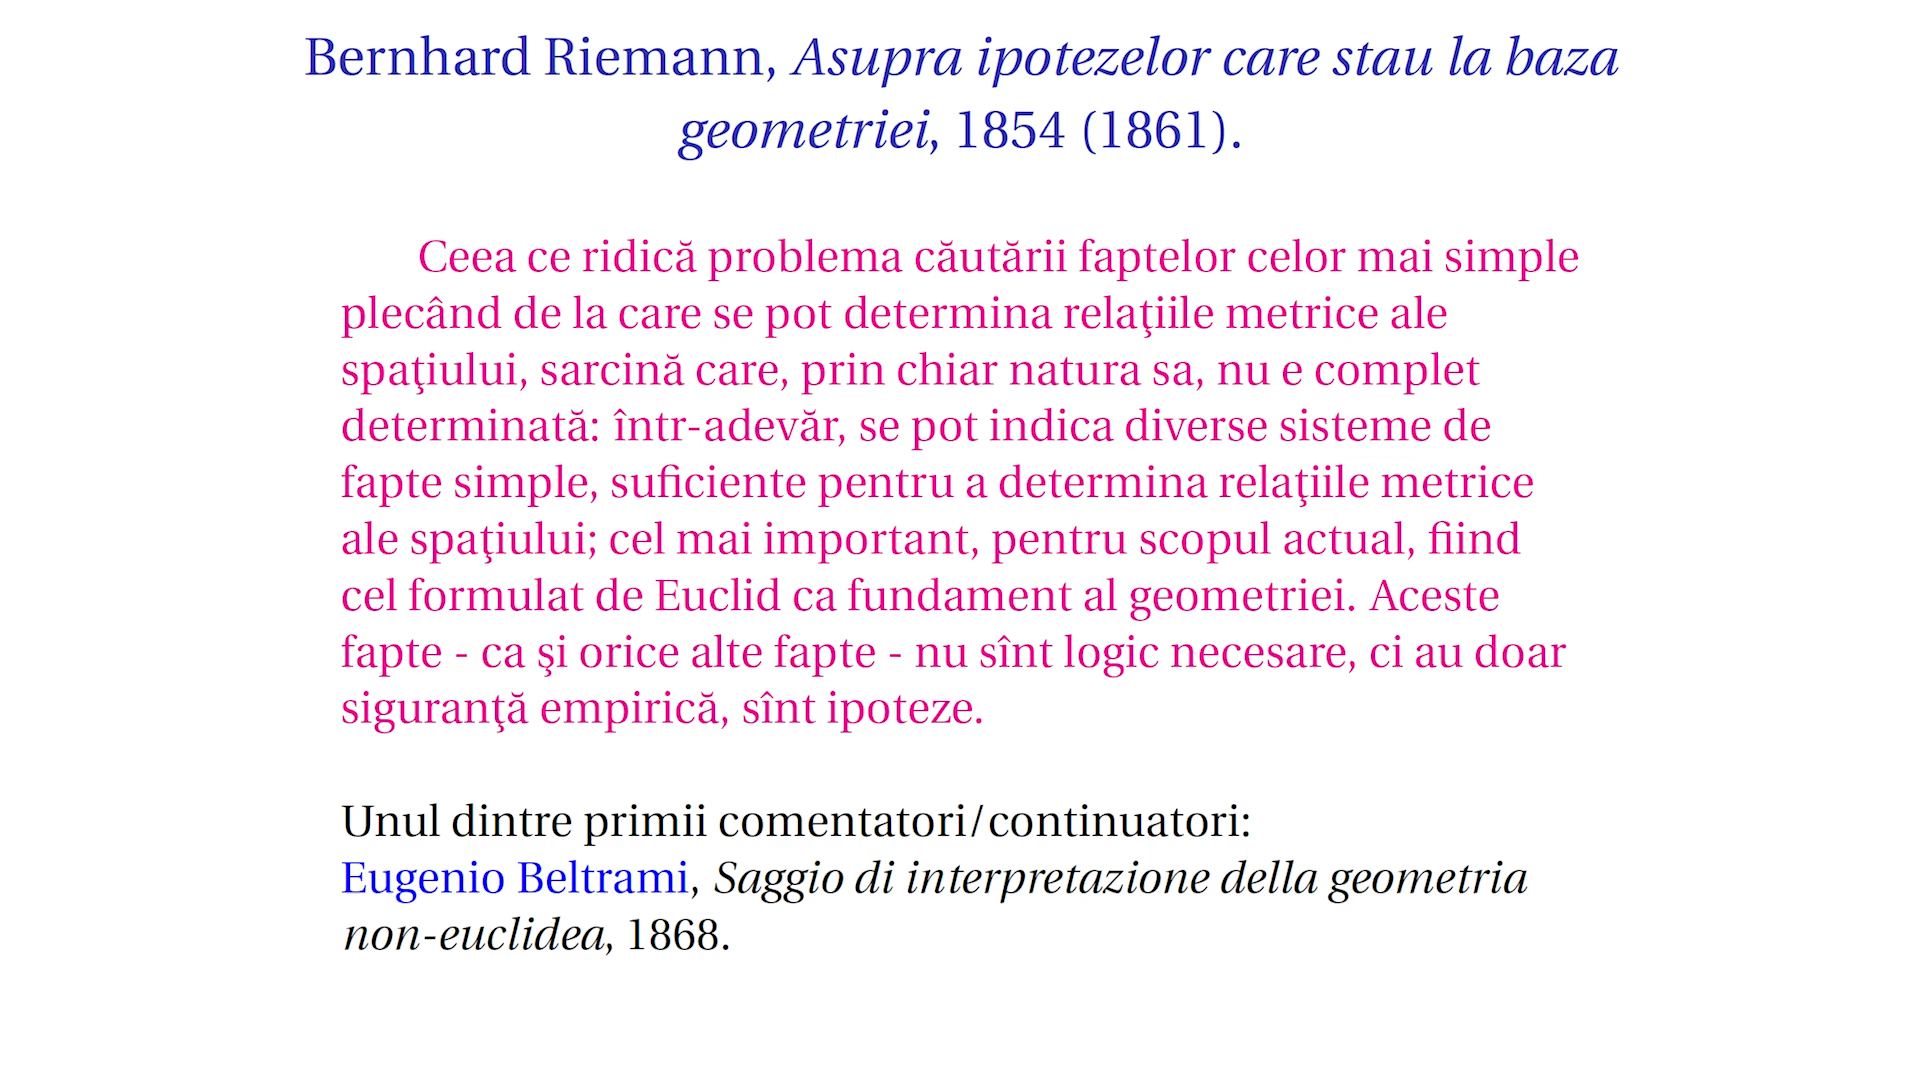 Bernhard Riemann, Asupra ipotezelor care stau la baza
geometriei, 1854 (1861).
Ceea ce ridică problema căutării faptelor celor mai simple
plecând de la care se pot determina relaţiile metrice ale
spaţiului, sarcină care, prin chiar natura sa, nu e complet
determinată: într-adevăr, se pot indica diverse sisteme de
fapte simple, suficiente pentru a determina relaţiile metrice
ale spaţiului; cel mai important, pentru scopul actual, fiind
cel formulat de Euclid ca fundament al geometriei. Aceste
fapte - ca şi orice alte fapte - nu sînt logic necesare, ci au doar
siguranţă empirică, sînt ipoteze.
Unul dintre primii comentatori/continuatori:
Eugenio Beltrami, Saggio di interpretazione della geometria
non-euclidea, 1868.